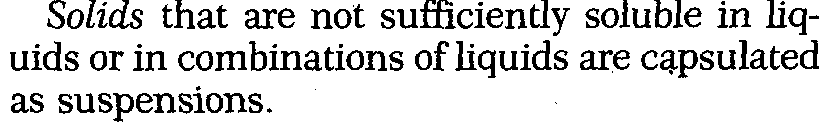 Solids that are not sufficiently soluble in liq-
uids or in combinations of liquids are capsulated
as suspensions.